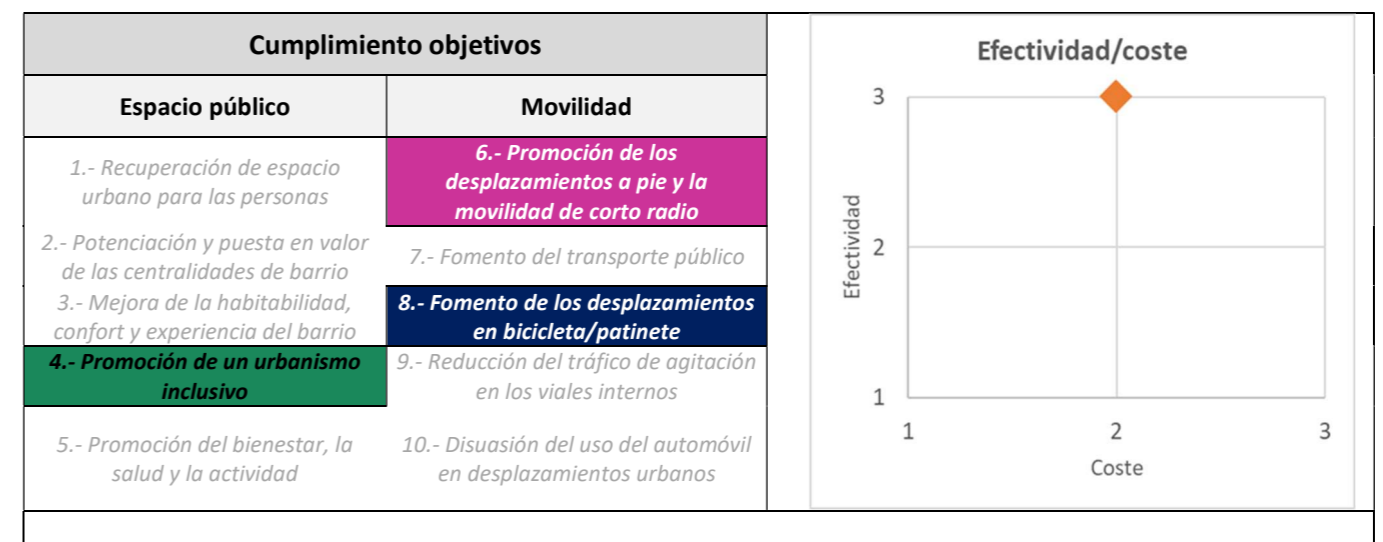 Cumplimiento objetivos
Espacio público
Movilidad
1.- Recuperación de espacio
urbano para las personas
6.- Promoción de los
desplazamientos a pie y la
movilidad de corto radio
2.- Potenciación y puesta en valor
de las centralidades de barrio
7.- Fomento del transporte público
3.- Mejora de la habitabilidad,
confort y experiencia del barrio
8.- Fomento de los desplazamientos
en bicicleta/patinete
4.- Promoción de un urbanismo
inclusivo
9.- Reducción del tráfico de agitación
en los viales internos
5.- Promoción del bienestar, la
salud y la actividad
10.- Disuasión del uso del automóvil
en desplazamientos urbanos
Efectividad/coste
3
2
1
Efectividad
1
2
3
Coste